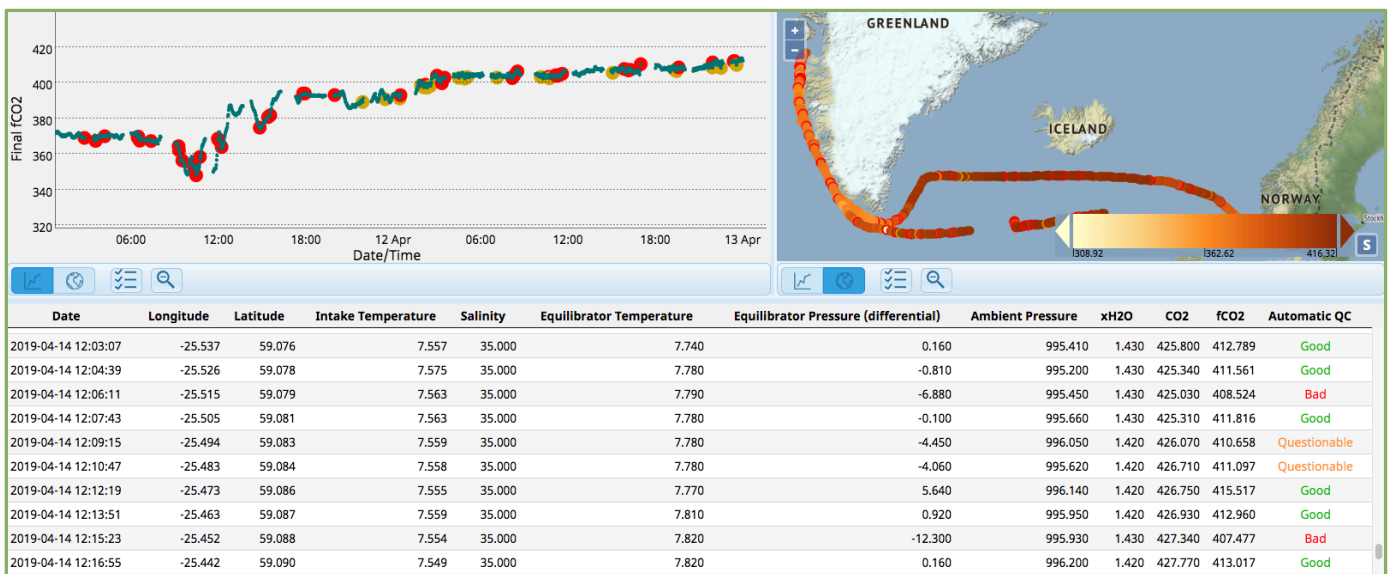 420
400
380
360
340
320
Final fCO2
06:00 12:00 18:00 12 Apr 06:00 12:00 18:00 13 Apr
Date/Time
+
-
GREENLAND
ICELAND
NORWAY
308.92 362.62 416.32
S
Date Longitude Latitude Intake Temperature Salinity Equilibrator Temperature Equilibrator Pressure (differential) Ambient Pressure xH2O CO2 fCO2 Automatic QC
2019-04-14 12:03:07 -25.537 59.076 7.557 35.000 7.740 0.160 995.410 1.430 425.800 412.789 Good
2019-04-14 12:04:39 -25.526 59.078 7.575 35.000 7.780 -0.810 995.200 1.430 425.340 411.561 Good
2019-04-14 12:06:11 -25.515 59.079 7.563 35.000 7.790 -6.880 995.450 1.430 425.030 408.524 Bad
2019-04-14 12:07:43 -25.505 59.081 7.563 35.000 7.780 -0.100 995.660 1.430 425.310 411.816 Good
2019-04-14 12:09:15 -25.494 59.083 7.559 35.000 7.780 -4.450 996.050 1.420 426.070 410.658 Questionable
2019-04-14 12:10:47 -25.483 59.084 7.558 35.000 7.780 -4.060 995.620 1.420 426.710 411.097 Questionable
2019-04-14 12:12:19 -25.473 59.086 7.555 35.000 7.770 5.640 996.140 1.420 426.750 415.517 Good
2019-04-14 12:13:51 -25.463 59.087 7.559 35.000 7.810 0.920 995.950 1.420 426.930 412.960 Good
2019-04-14 12:15:23 -25.452 59.088 7.554 35.000 7.820 -12.300 995.930 1.430 427.340 407.477 Bad
2019-04-14 12:16:55 -25.442 59.090 7.549 35.000 7.820 0.160 996.200 1.420 427.770 413.017 Good